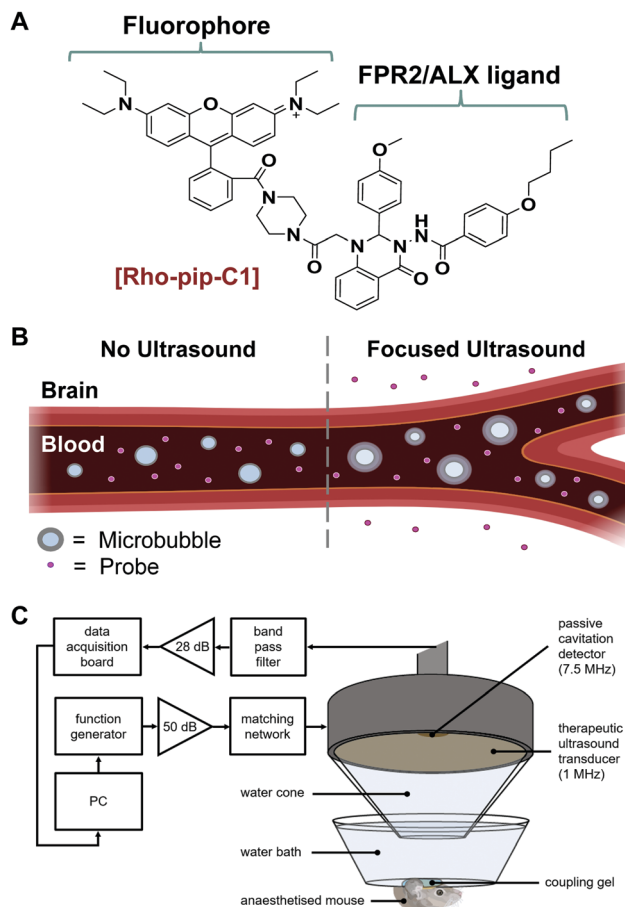 A
Fluorophore
FPR2/ALX ligand
N
O
N
+
O
N
N
O
O
N
N
O
NH
O
O
[Rho-pip-C1]
B
No Ultrasound
Focused Ultrasound
Brain
Blood
= Microbubble
= Probe
C
data
acquisition
board
28 dB
band
pass
filter
passive
cavitation
detector
(7.5 MHz)
function
generator
50 dB
matching
network
therapeutic
ultrasound
transducer
(1 MHz)
PC
water cone
water bath
coupling gel
anaesthetised mouse